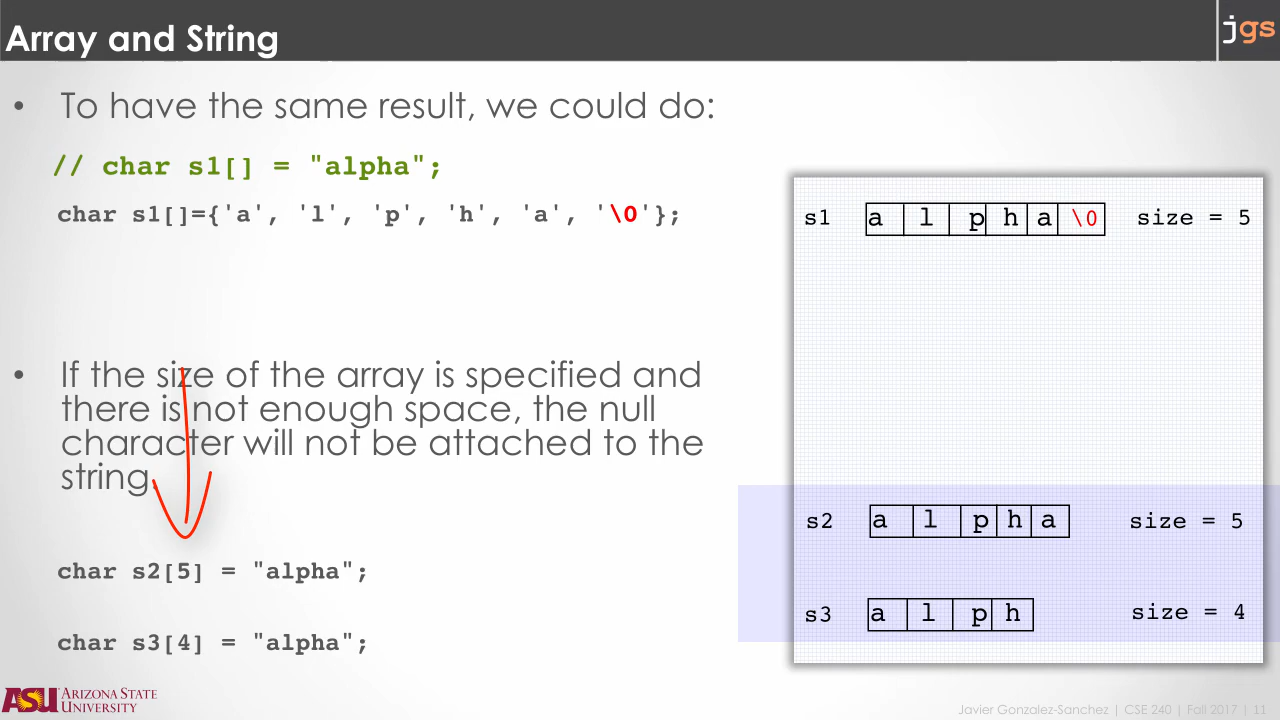 Array and String
jgs
• To have the same result, we could do:
// char s1[] = "alpha";
char s1[]={'a', 'l', 'p', 'h', 'a', '\0'};
s1 a l p h a \0 size = 5
• If the size of the array is specified and
there is not enough space, the null
character will not be attached to the
string.
s2 a l p h a size = 5
char s2[5] = "alpha";
s3 a l p h size = 4
char s3[4] = "alpha";
ASU ARIZONA STATE
UNIVERSITY
Javier Gonzalez-Sanchez | CSE 240 | Fall 2017 | 11